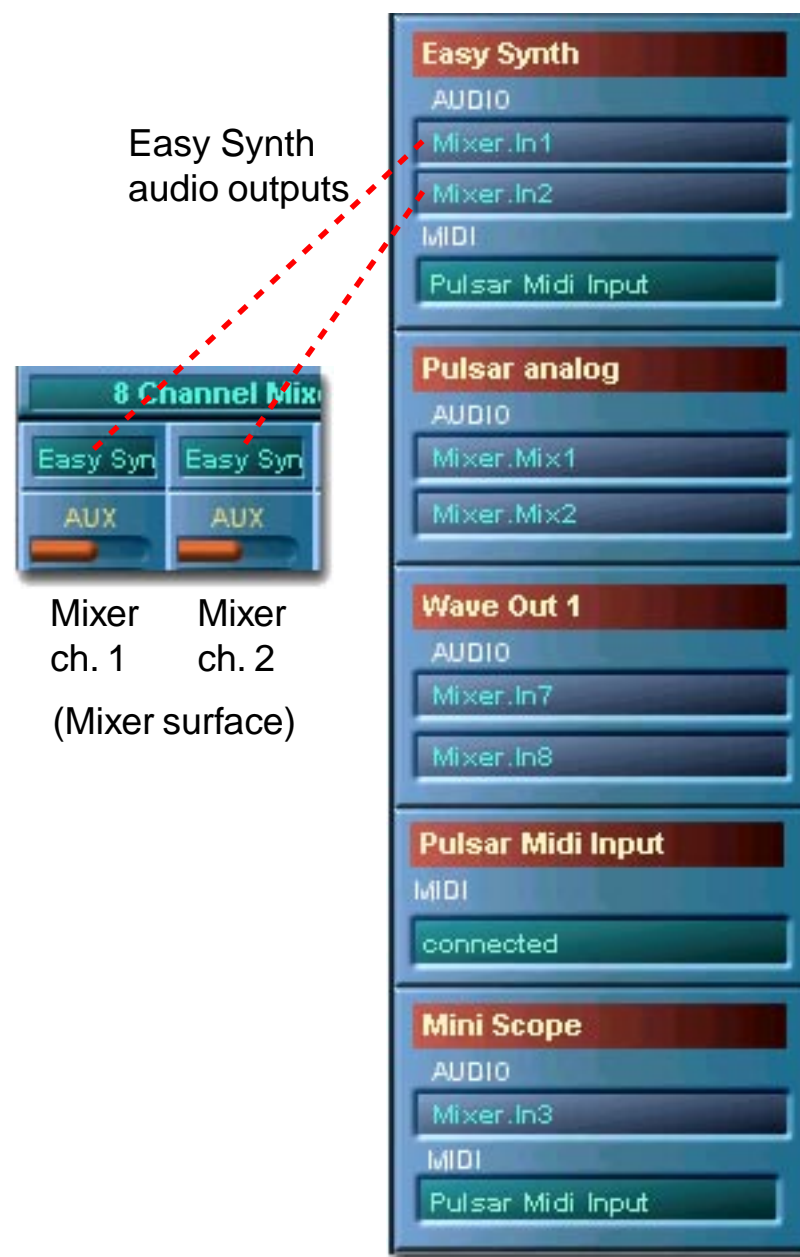 Easy Synth
audio outputs
8 Channel Mix
Easy Syn
Easy Syn
AUX
AUX
Mixer
ch. 1
Mixer
ch. 2
(Mixer surface)
Easy Synth
AUDIO
Mixer.In1
Mixer.In2
MIDI
Pulsar Midi Input
Pulsar analog
AUDIO
Mixer.Mix1
Mixer.Mix2
Wave Out 1
AUDIO
Mixer.In7
Mixer.In8
Pulsar Midi Input
MIDI
connected
Mini Scope
AUDIO
Mixer.In3
MIDI
Pulsar Midi Input